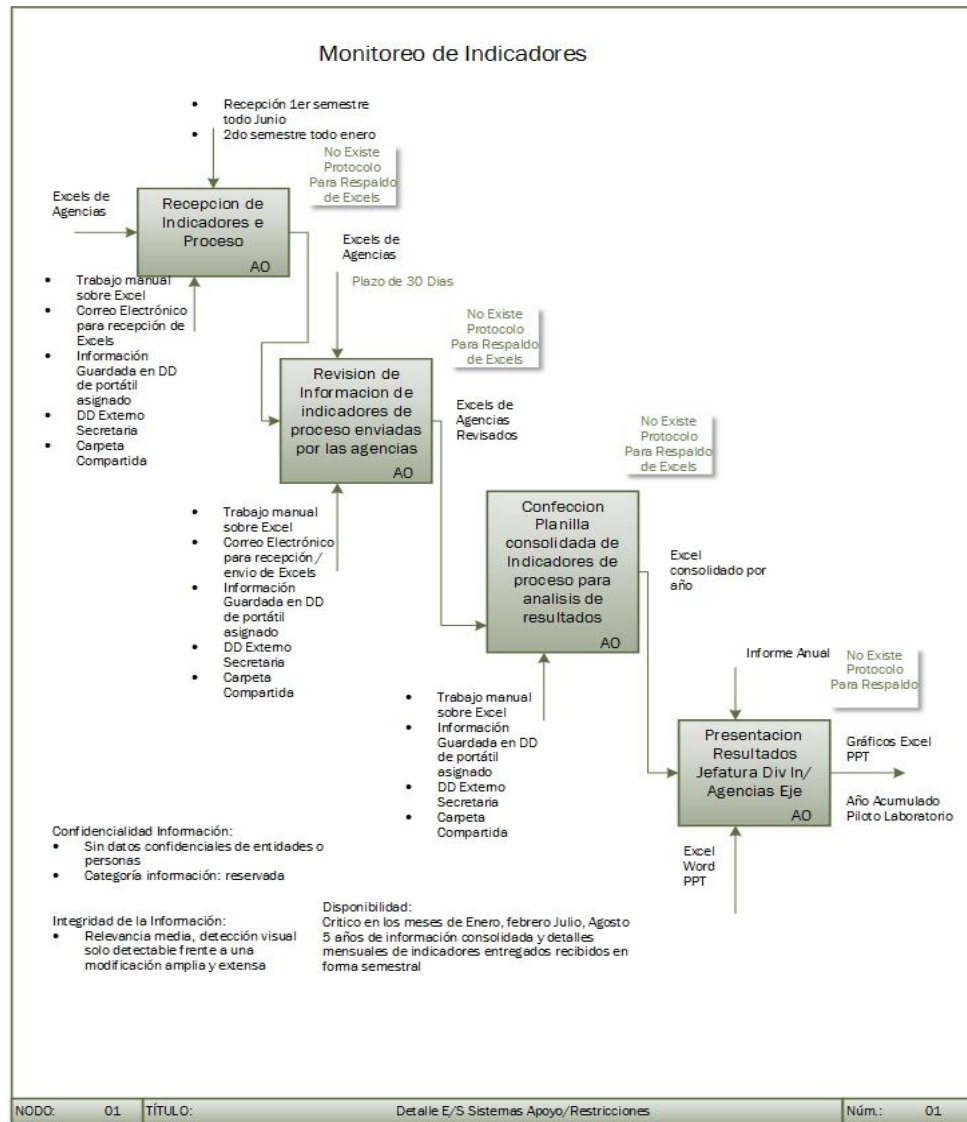 Monitoreo de Indicadores
• Recepción 1er semestre
todo Junio
• 2do semestre todo enero
No Existe
Protocolo
Para Respaldo
de Excels
Excels de
Agencias
Recepcion de
Indicadores e
Proceso
A0
• Trabajo manual
sobre Excel
• Correo Electrónico
para recepción de
Excels
• Información
Guardada en DD
de portátil
asignado
• DD Externo
Secretaria
• Carpeta
Compartida
Excels de
Agencias
Plazo de 30 Dias
No Existe
Protocolo
Para Respaldo
de Excels
Revision de
Informacion de
indicadores de
proceso enviadas
por las agencias
A0
Excels de
Agencias
Revisados
• Trabajo manual
sobre Excel
• Correo Electrónico
para recepción /
envio de Excels
• Información
Guardada en DD
de portátil
asignado
• DD Externo
Secretaria
• Carpeta
Compartida
No Existe
Protocolo
Para Respaldo
de Excels
Confeccion
Planilla
consolidada de
Indicadores de
proceso para
analisis de
resultados
A0
Excel
consolidado por
año
• Trabajo manual
sobre Excel
• Información
Guardada en DD
de portátil
asignado
• DD Externo
Secretaria
• Carpeta
Compartida
Informe Anual
No Existe
Protocolo
Para Respaldo
Presentacion
Resultados
Jefatura Div In/
Agencias Eje
A0
Gráficos Excel
PPT
Año Acumulado
Piloto Laboratorio
Excel
Word
PPT
Confidencialidad Información:
• Sin datos confidenciales de entidades o
personas
• Categoría información: reservada
Integridad de la Información:
• Relevancia media, detección visual
solo detectable frente a una
modificación amplia y extensa
Disponibilidad:
Critico en los meses de Enero, febrero Julio, Agosto
5 años de información consolidada y detalles
mensuales de indicadores entregados recibidos en
forma semestral
NODO: 01 TÍTULO: Detalle E/S Sistemas Apoyo/Restricciones Núm.: 01